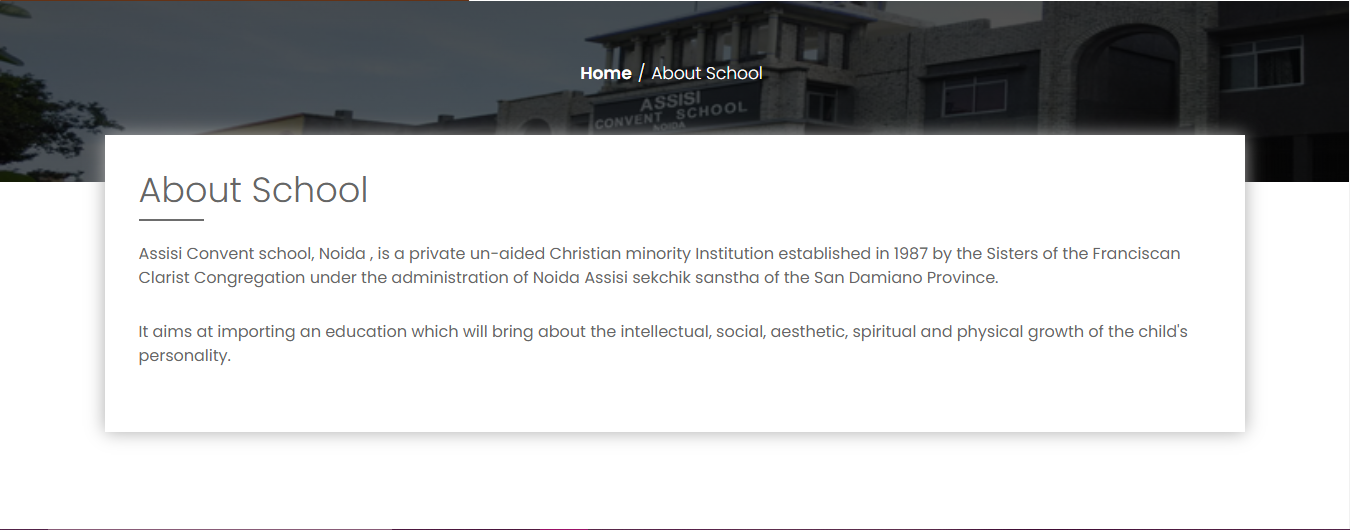 Home / About School
ASSISI
CONVENT SCHOOL
NOIDA
About School
Assisi Convent school, Noida , is a private un-aided Christian minority Institution established in 1987 by the Sisters of the Franciscan
Clarist Congregation under the administration of Noida Assisi sekchik sanstha of the San Damiano Province.
It aims at importing an education which will bring about the intellectual, social, aesthetic, spiritual and physical growth of the child's
personality.